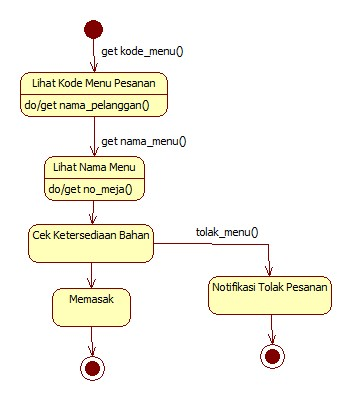 get kode_menu()
Lihat Kode Menu Pesanan
do/get nama_pelanggan()
get nama_menu()
Lihat Nama Menu
do/get no_meja()
Cek Ketersediaan Bahan
tolak_menu()
Memasak
Notifikasi Tolak Pesanan